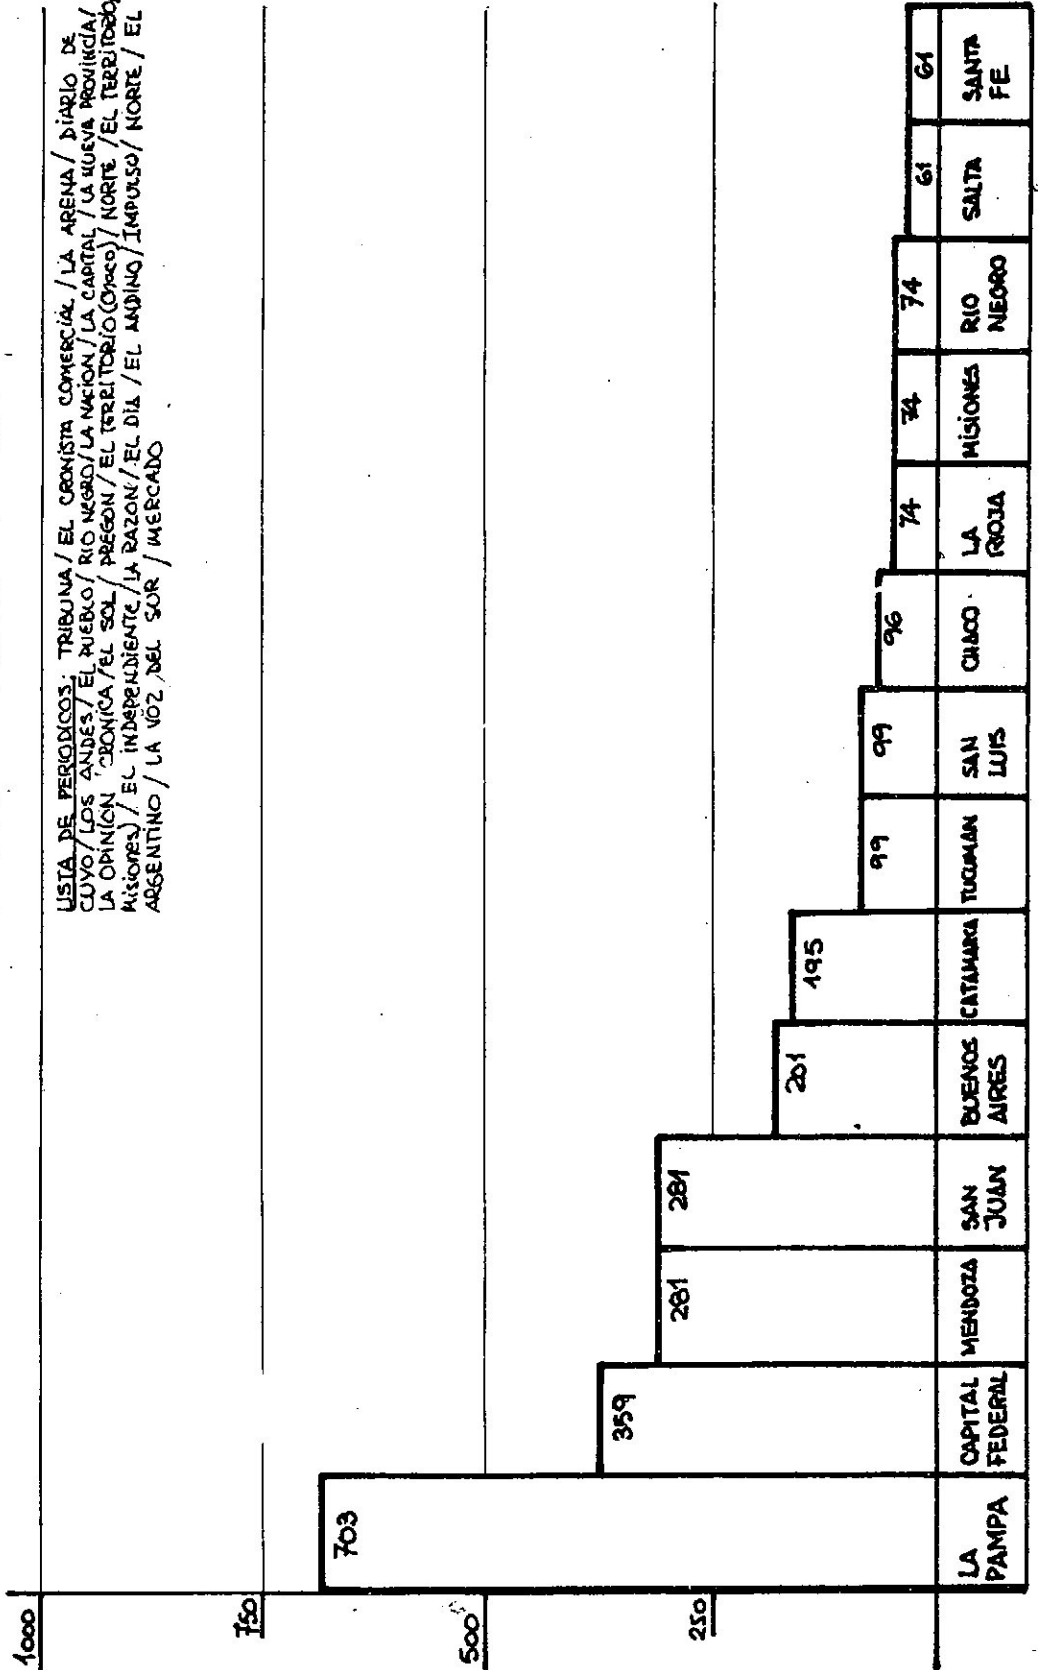 LISTA DE PERIODICOS: TRIBUNA / EL CRONISTA COMERCIAL / LA ARENA / DIARIO DE
CUYO / LOS ANDES / EL PUEBLO / RIO NEGRO / LA NACION / LA CAPITAL / LA NUEVA PROVINCIA /
LA OPINION CRONICA / EL SOL / PREGON / EL TERRITORIO (Chaco) / NORTE / EL TERRITORIO,
Misiones) / EL INDEPENDIENTE / LA RAZON / EL DIA / EL ANDINO / IMPULSO / NORTE / EL
ARGENTINO / LA VOZ DEL SUR / MERCADO
1000
750
500
250
703
359
281
281
201
195
99
99
96
74
74
74
61
61
LA
PAMPA
CAPITAL
FEDERAL
MENDOZA
SAN
JUAN
BUENOS
AIRES
CATAMARCA
TUCUMAN
SAN
LUIS
CHACO
LA
RIOJA
MISIONES
RIO
NEGRO
SALTA
SANTA
FE